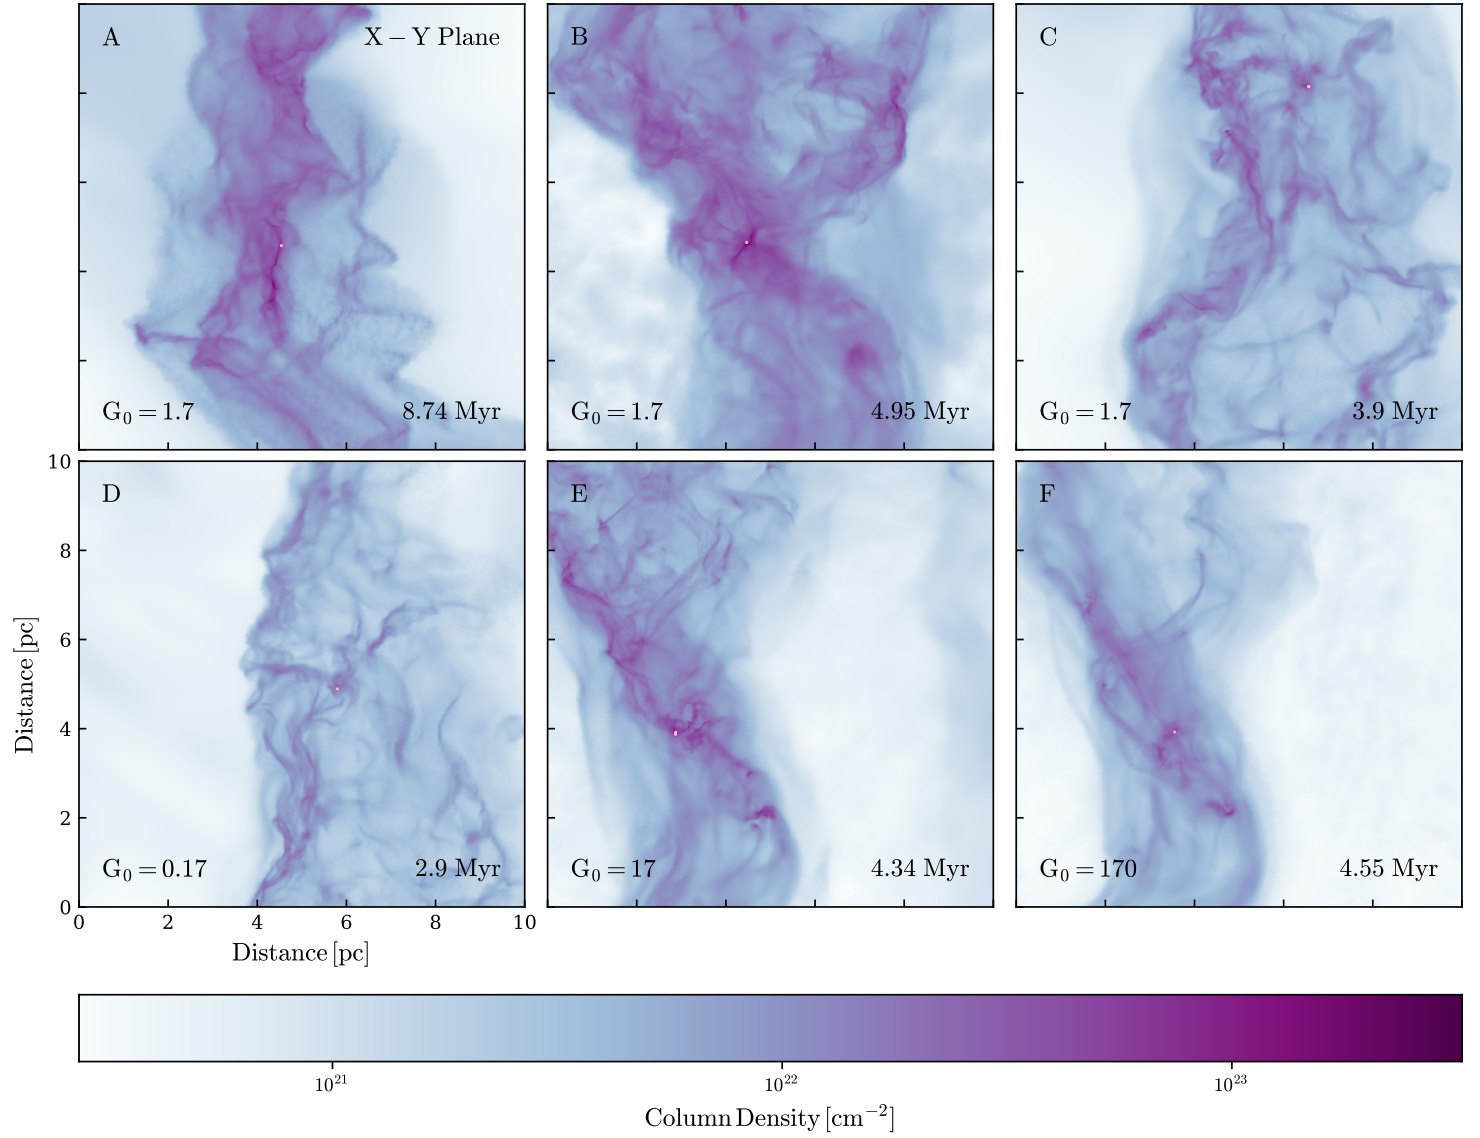 A
X – Y Plane
G₀ = 1.7
8.74 Myr
B
G₀ = 1.7
4.95 Myr
C
G₀ = 1.7
3.9 Myr
D
G₀ = 0.17
2.9 Myr
E
G₀ = 17
4.34 Myr
F
G₀ = 170
4.55 Myr
10
8
6
4
2
0
Distance [pc]
0 2 4 6 8 10
Distance [pc]
10²¹ 10²² 10²³
Column Density [cm⁻²]